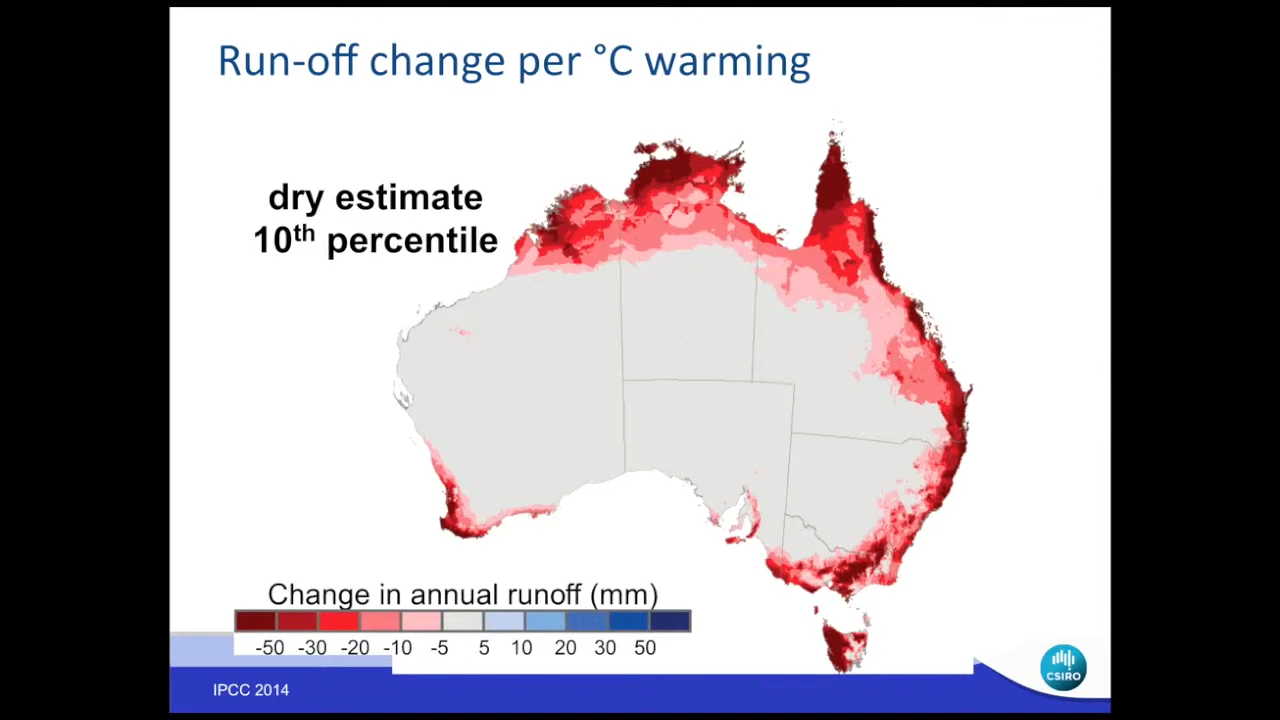 Run-off change per °C warming
dry estimate
10th percentile
Change in annual runoff (mm)
-50 -30 -20 -10 -5 5 10 20 30 50
IPCC 2014
CSIRO